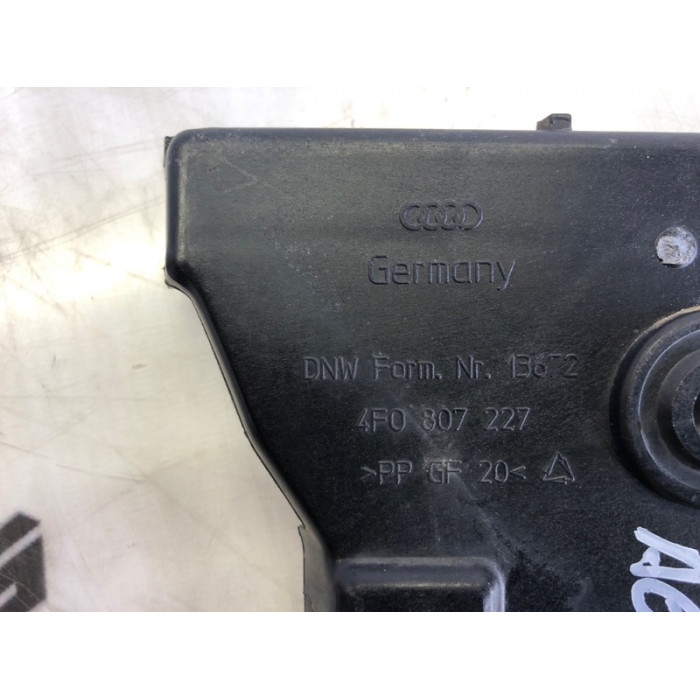 Germany
DNW Form. Nr. 13672
4F0 807 227
>PP GF 20<